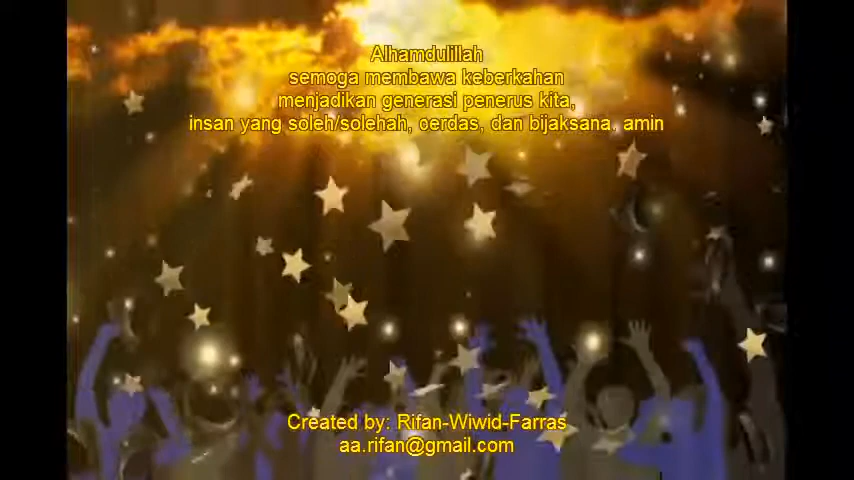 Alhamdulillah
semoga membawa keberkahan
menjadikan generasi penerus kita,
insan yang soleh/solehah, cerdas, dan bijaksana. amin
Created by: Rifan-Wiwid-Farras
aa.rifan@gmail.com